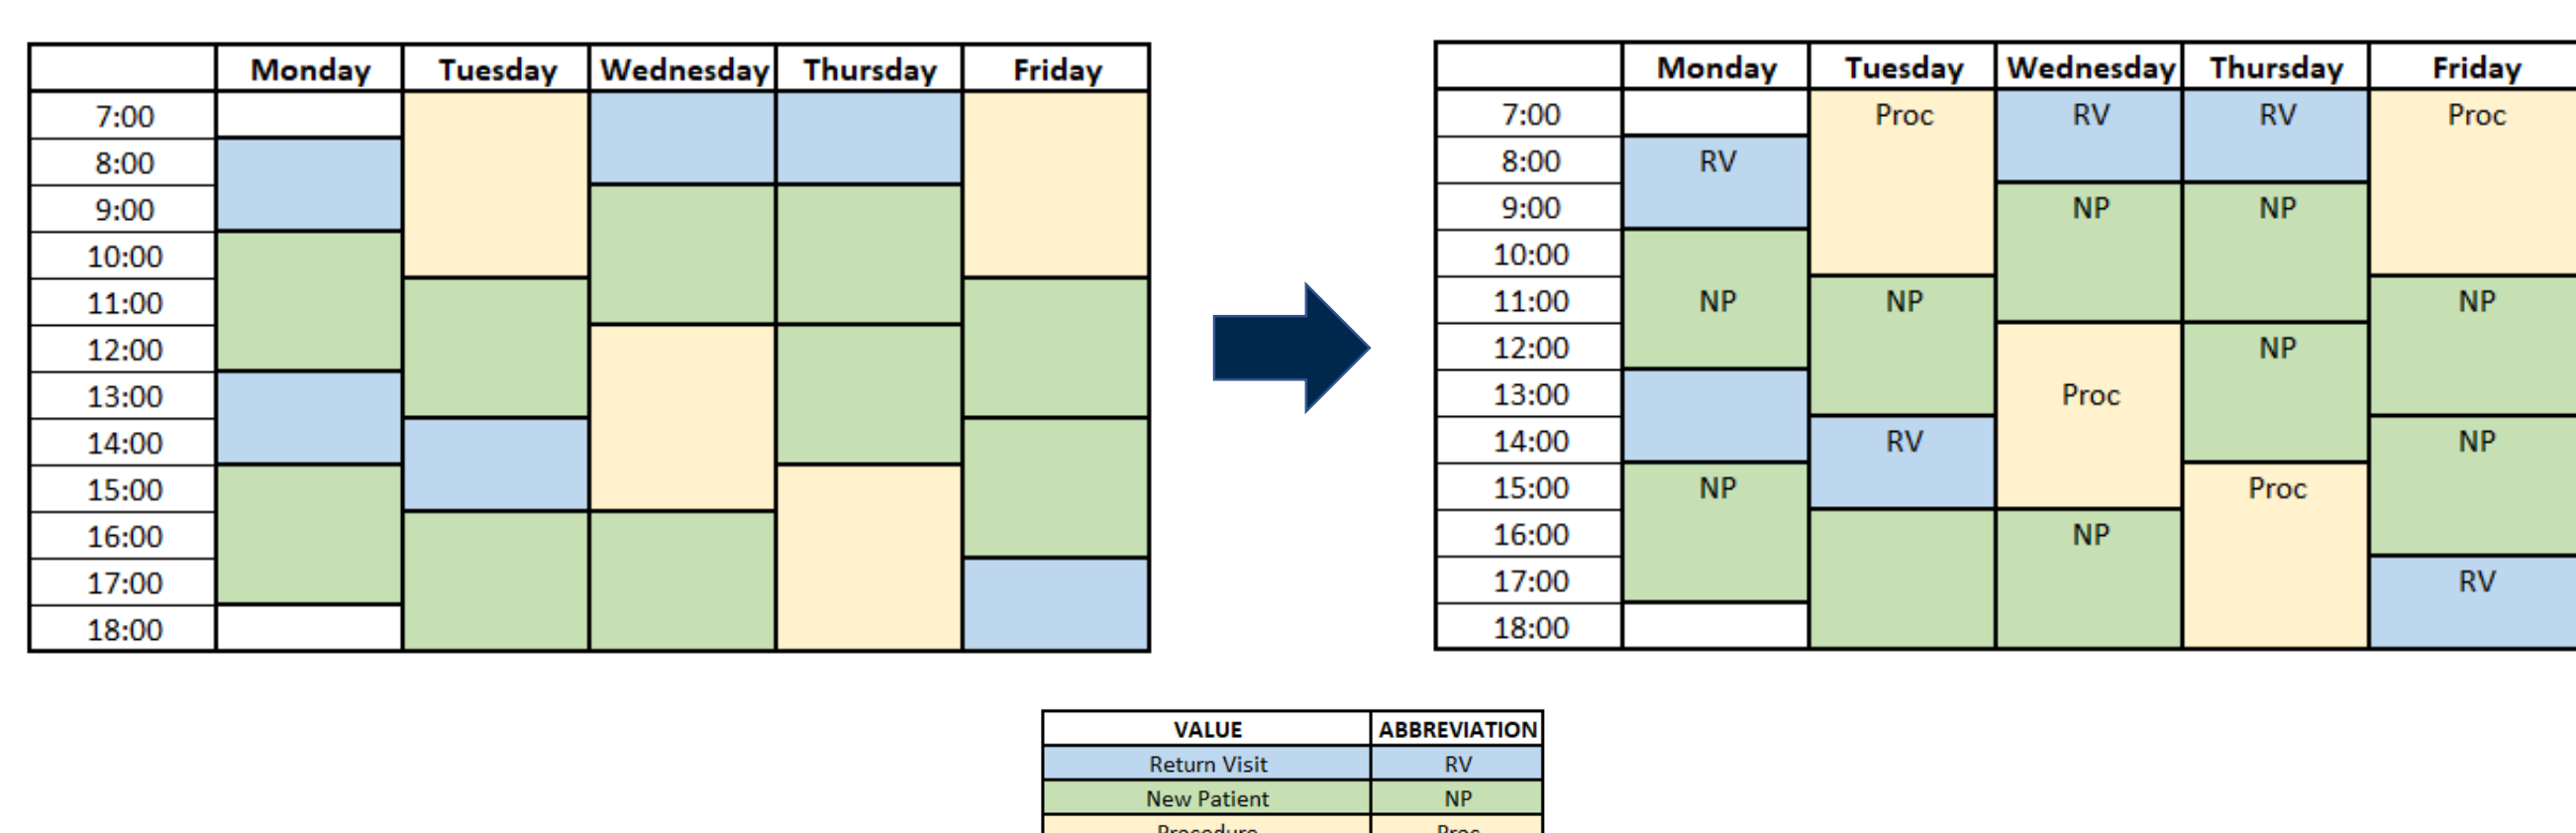 Monday Tuesday Wednesday Thursday Friday
7:00
8:00
9:00
10:00
11:00
12:00
13:00
14:00
15:00
16:00
17:00
18:00
Monday Tuesday Wednesday Thursday Friday
7:00 Proc RV RV Proc
8:00 RV
9:00 NP NP
10:00
11:00 NP NP NP
12:00 NP
13:00 Proc
14:00 RV NP
15:00 NP Proc
16:00 NP
17:00 RV
18:00
VALUE ABBREVIATION
Return Visit RV
New Patient NP
Procedure Proc